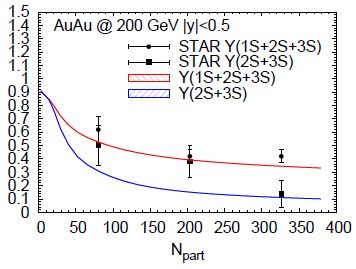 AuAu @ 200 GeV |y|<0.5
STAR Y(1S+2S+3S)
STAR Y(2S+3S)
Y(1S+2S+3S)
Y(2S+3S)
1.5
1.4
1.3
1.2
1.1
1
0.9
0.8
0.7
0.6
0.5
0.4
0.3
0.2
0.1
0
0 50 100 150 200 250 300 350 400
Npart